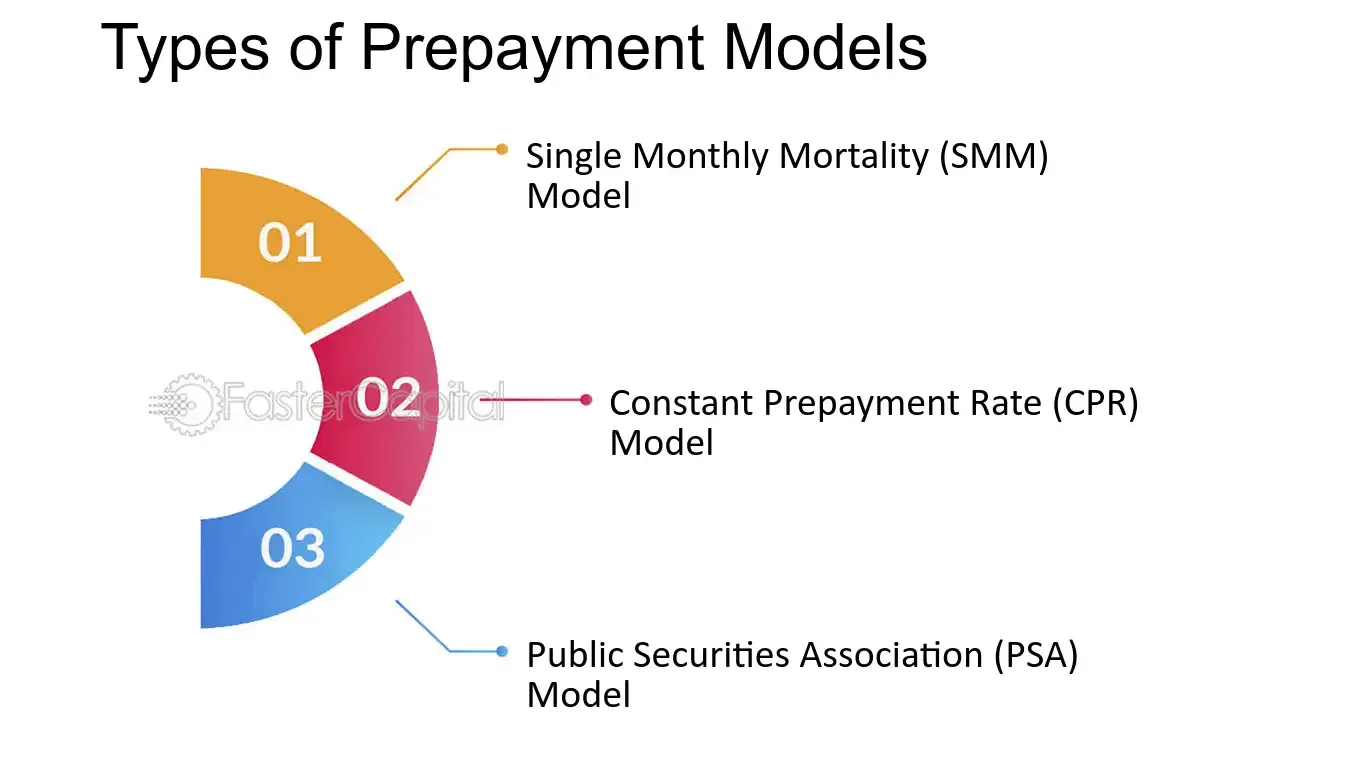 Types of Prepayment Models
01
Single Monthly Mortality (SMM)
Model
FasterCapital
02
Constant Prepayment Rate (CPR)
Model
03
Public Securities Association (PSA)
Model